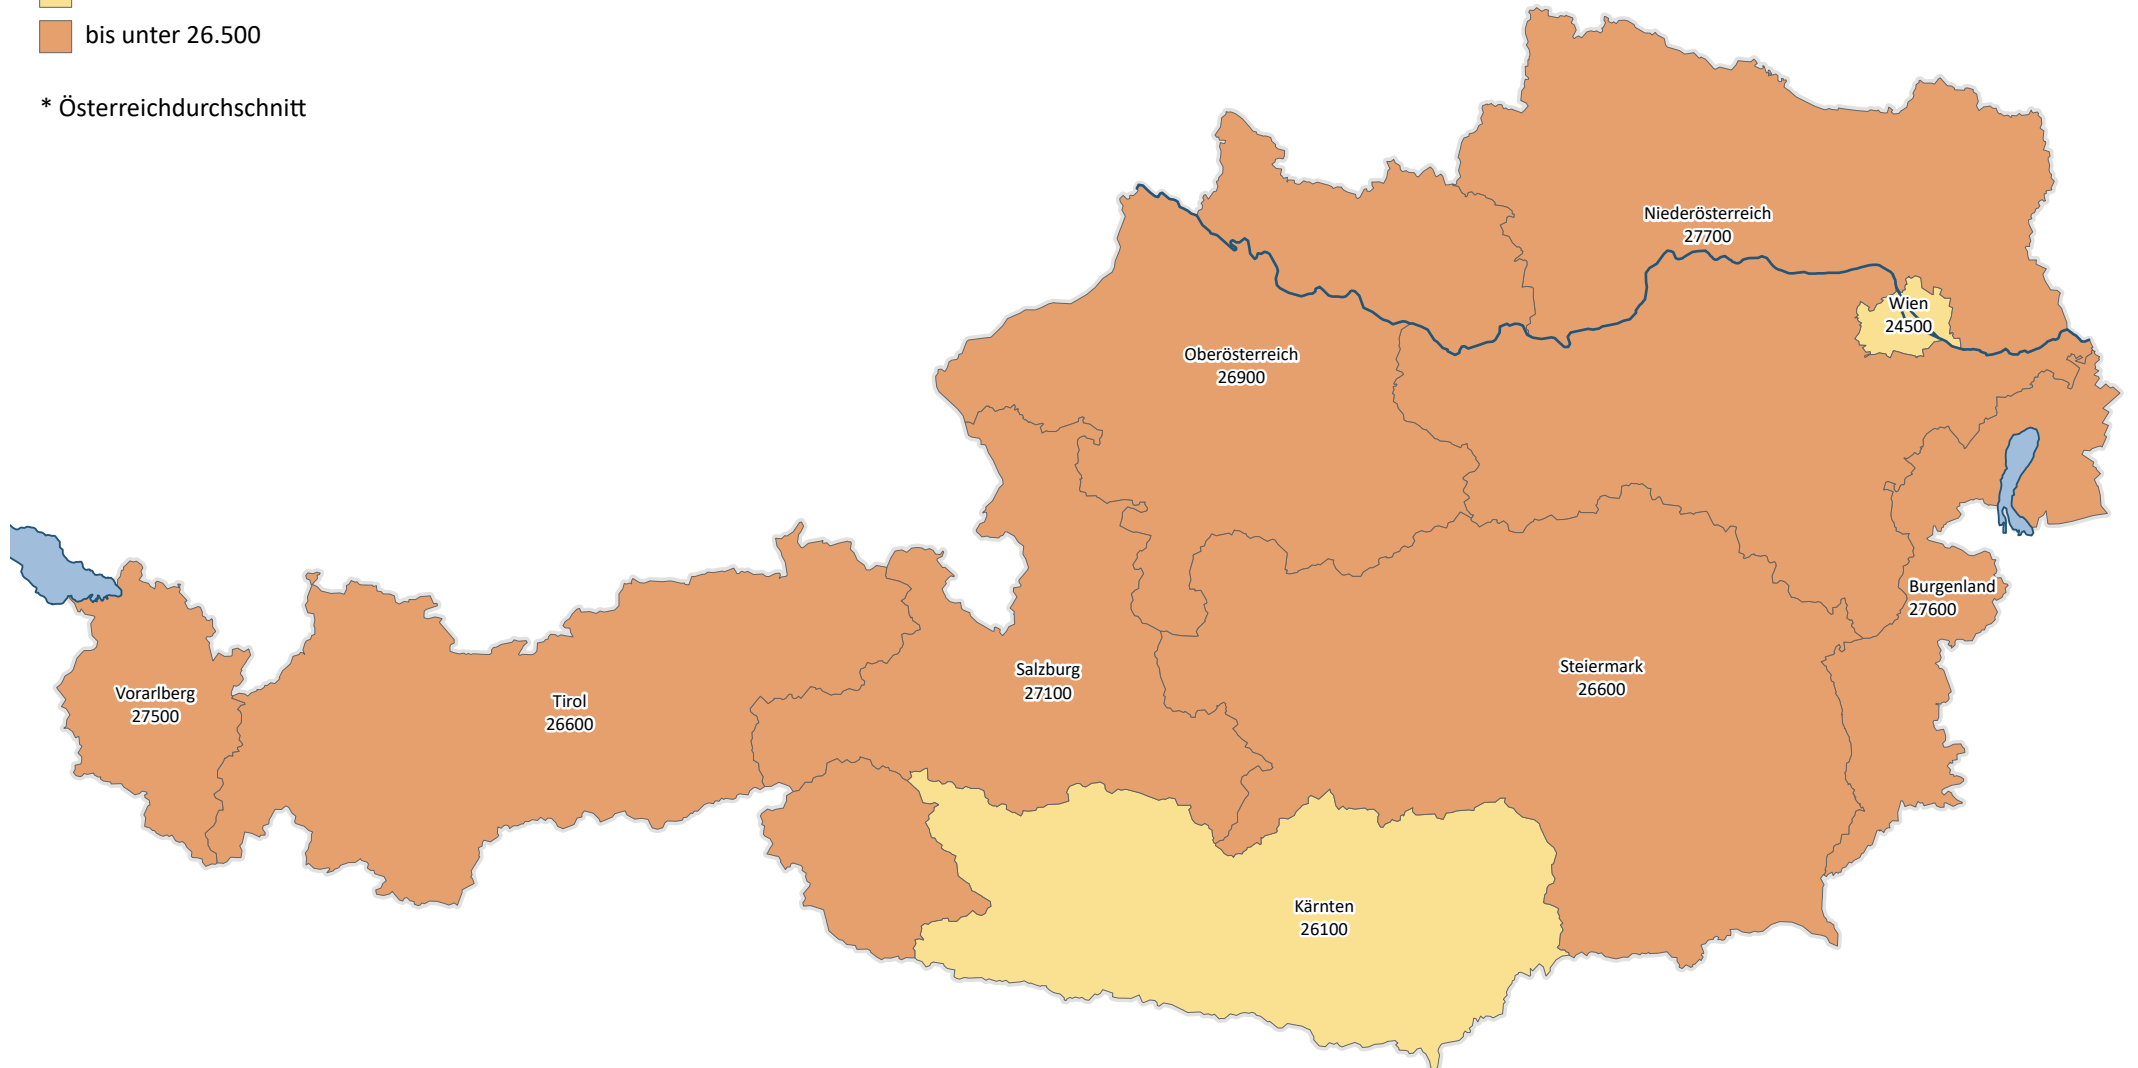 bis unter 26.500
* Österreichdurchschnitt
Niederösterreich
27700
Wien
24500
Oberösterreich
26900
Burgenland
27600
Salzburg
27100
Steiermark
26600
Vorarlberg
27500
Tirol
26600
Kärnten
26100